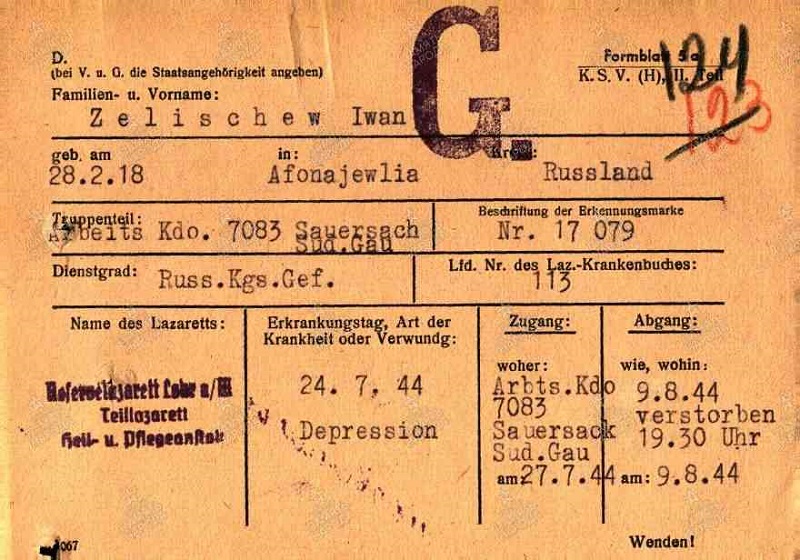 D.
(bei V. u. G. die Staatsangehörigkeit angeben)
G.
Formblatt 5a
K.S.V. (H), II. Teil
124
123
Familien- u. Vorname:
Zelischew Iwan
geb. am
in:
Kreis:
28.2.18
Afonajewlia
Russland
Truppenteil:
Arbeits Kdo. 7083 Sauersach
Sud.Gau
Beschriftung der Erkennungsmarke
Nr. 17 079
Dienstgrad:
Russ.Kgs.Gef.
Lfd. Nr. des Laz.-Krankenbuches:
113
Name des Lazaretts:
Reservelazarett Lohr a/M
Teillazarett
Heil- u. Pflegeanstalt
Erkrankungstag, Art der
Krankheit oder Verwundg:
24. 7. 44
Depression
Zugang:
woher:
Arbts.Kdo
7083
Sauersack
Sud.Gau
am 27.7.44
Abgang:
wie, wohin:
9.8.44
verstorben
19.30 Uhr
am: 9.8.44
Wenden!